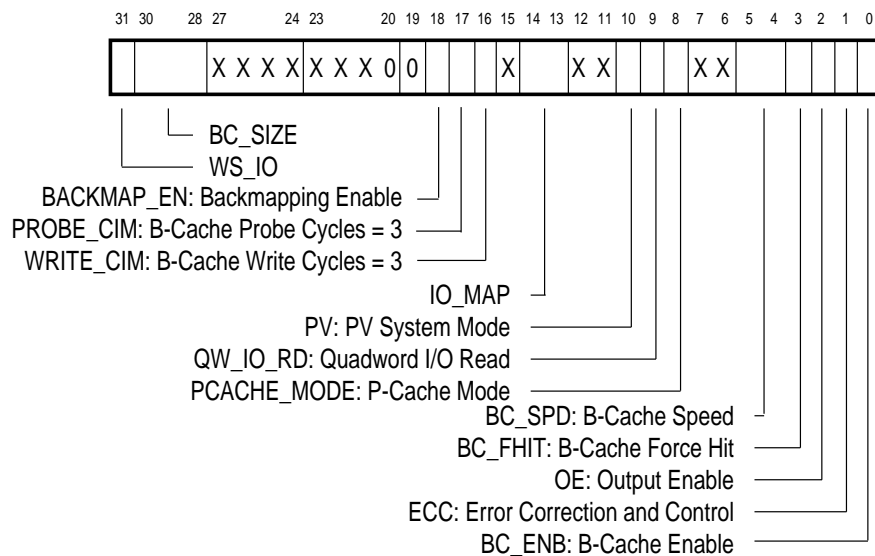 31 30 28 27 24 23 20 19 18 17 16 15 14 13 12 11 10 9 8 7 6 5 4 3 2 1 0
X X X X X X X 0 0 X X X X X
BC_SIZE
WS_IO
BACKMAP_EN: Backmapping Enable
PROBE_CIM: B-Cache Probe Cycles = 3
WRITE_CIM: B-Cache Write Cycles = 3
IO_MAP
PV: PV System Mode
QW_IO_RD: Quadword I/O Read
PCACHE_MODE: P-Cache Mode
BC_SPD: B-Cache Speed
BC_FHIT: B-Cache Force Hit
OE: Output Enable
ECC: Error Correction and Control
BC_ENB: B-Cache Enable